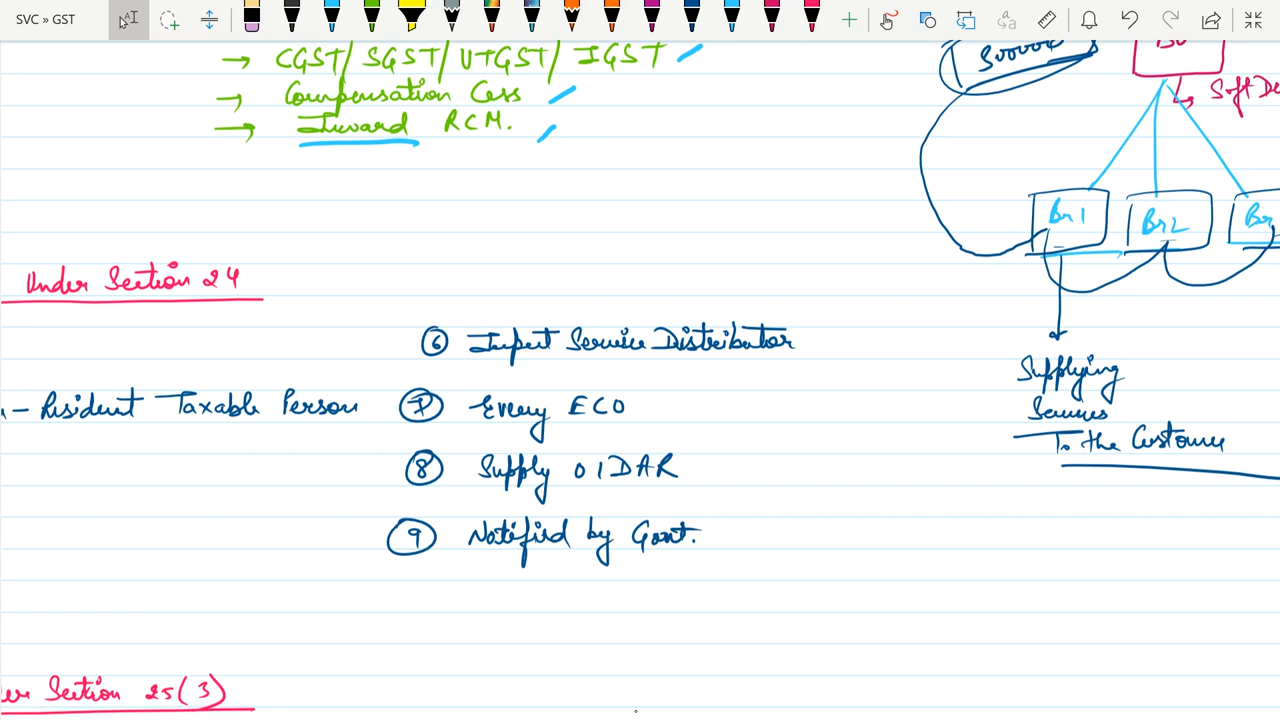 SVC » GST
→ CGST/ SGST/ UTGST/ IGST
→ Compensation Cess
→ Inward RCM.
Under Section 24
⑥ Input Service Distributor
- Resident Taxable Person
⑦ Every ECO
⑧ Supply OIDAR
⑨ Notified by Govt.
Section 25(3)
300000
Soft
Br1
Br2
Br
Supplying
Services
To the Customer